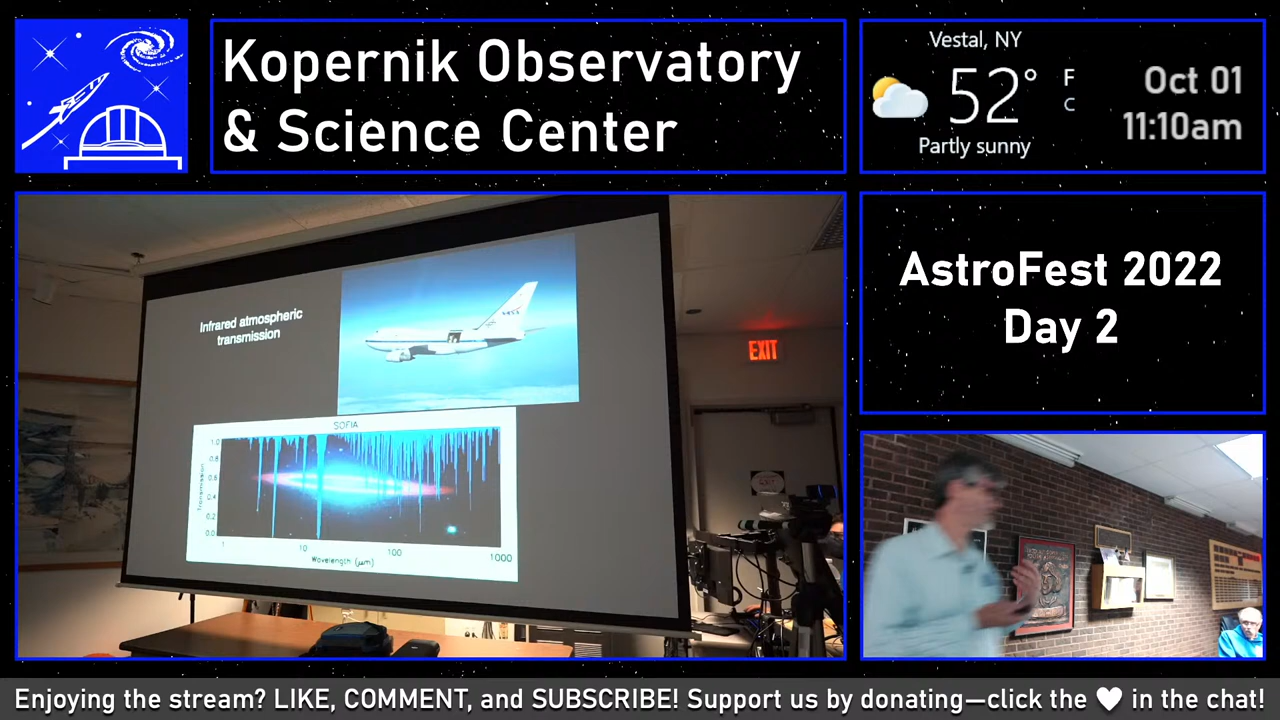 Kopernik Observatory
& Science Center
Vestal, NY
52° F
C
Partly sunny
Oct 01
11:10am
Infrared atmospheric
transmission
NASA
SOFIA
Transmission
1.0
0.8
0.6
0.4
0.2
0.0
1 10 100 1000
Wavelength (μm)
EXIT
AstroFest 2022
Day 2
Enjoying the stream? LIKE, COMMENT, and SUBSCRIBE! Support us by donating—click the ♥ in the chat!